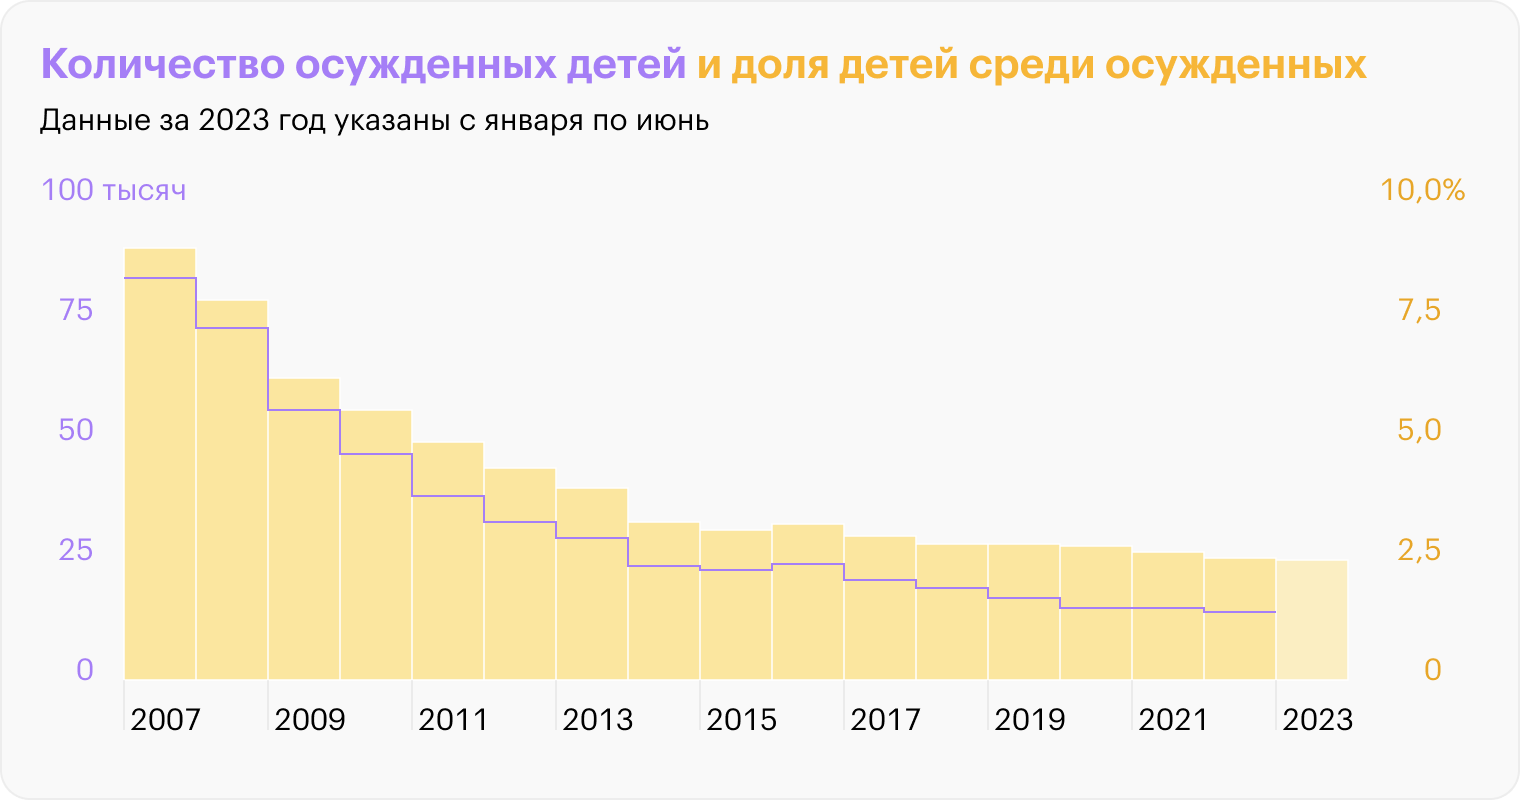 Количество осужденных детей и доля детей среди осужденных
Данные за 2023 год указаны с января по июнь
100 тысяч 10,0%
75 7,5
50 5,0
25 2,5
0 0
2007 2009 2011 2013 2015 2017 2019 2021 2023